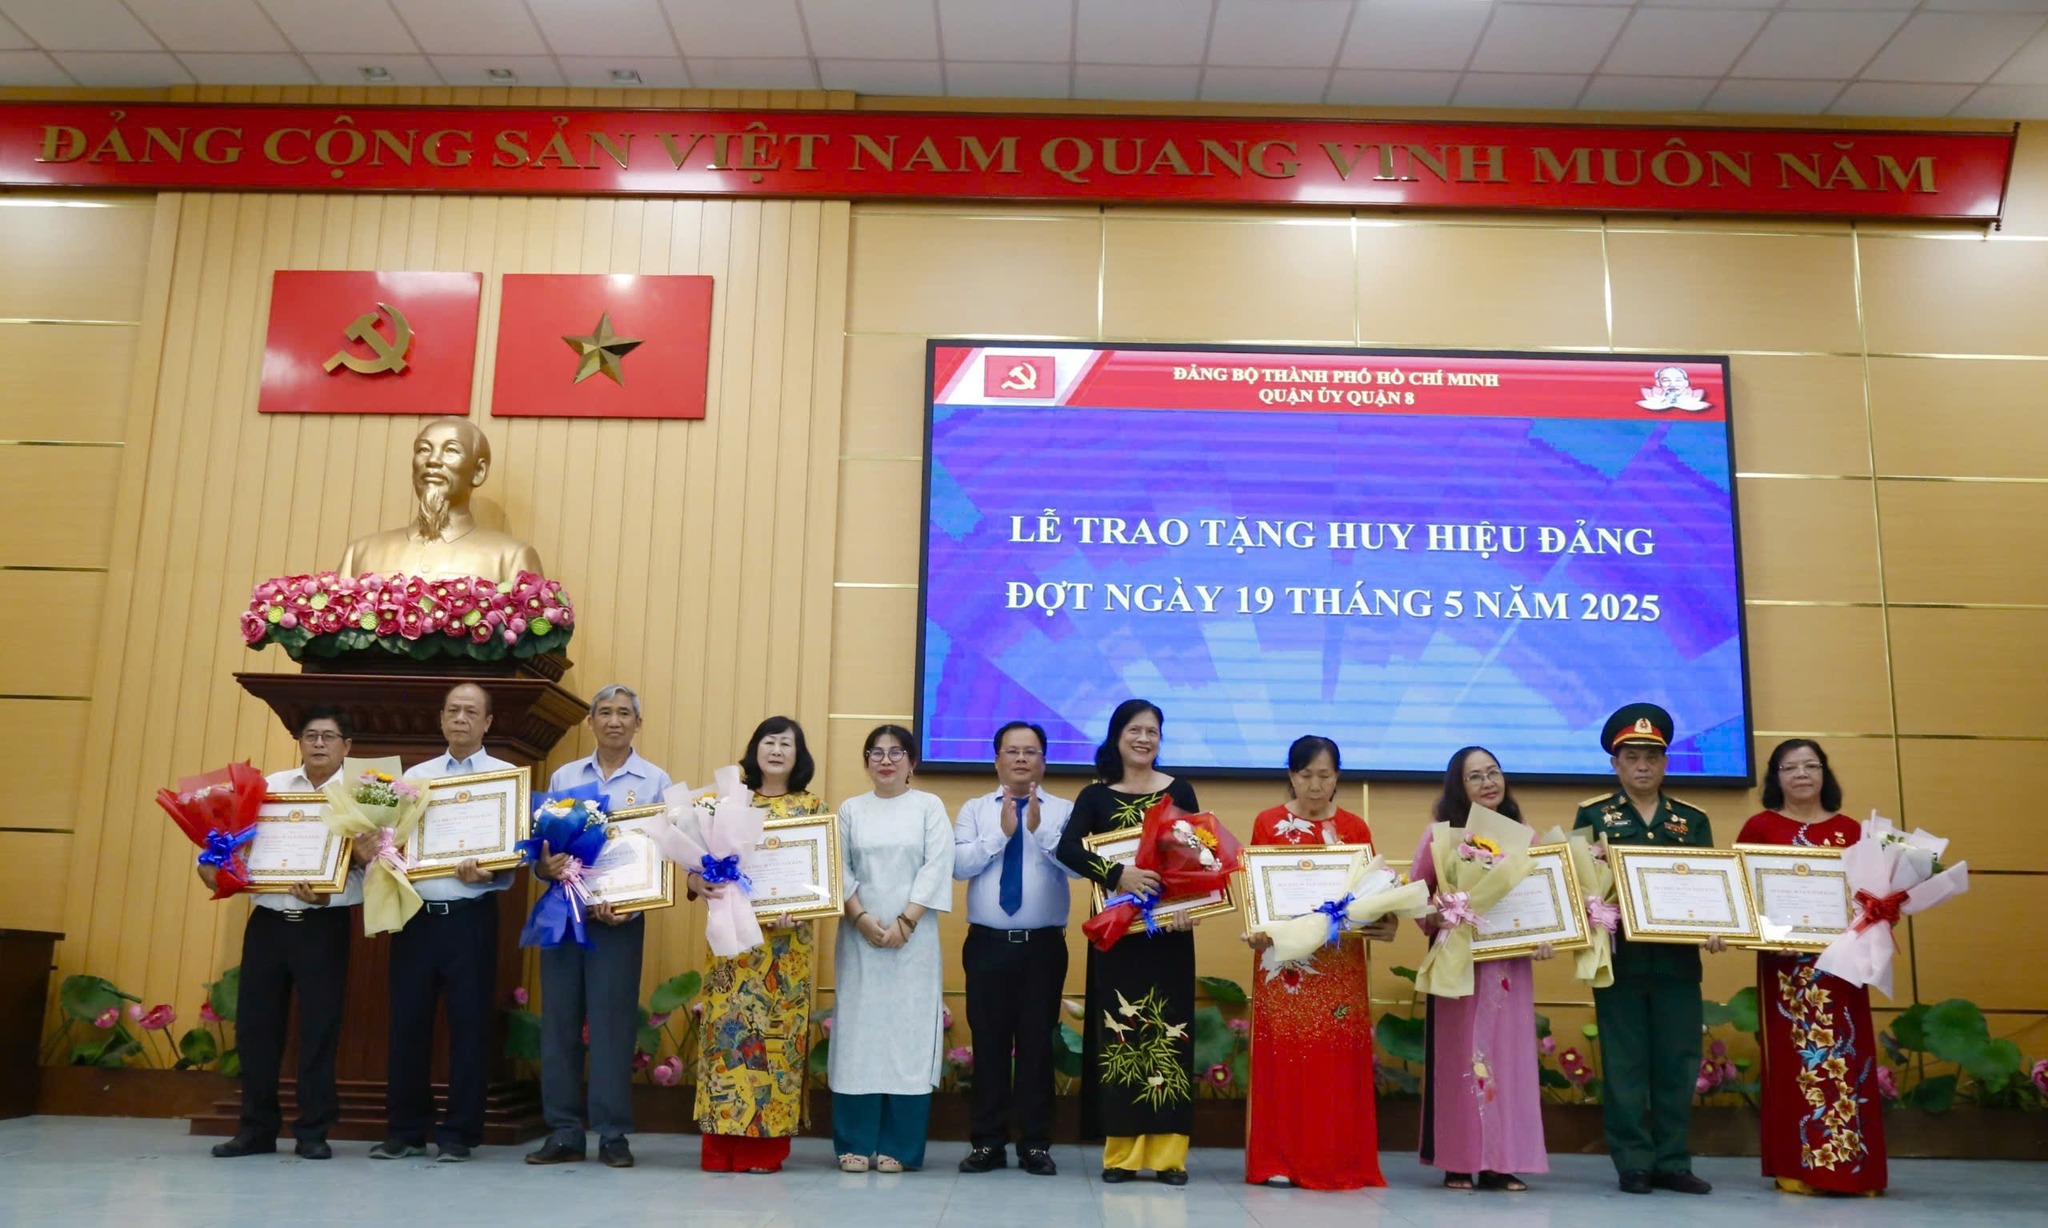 ĐẢNG CỘNG SẢN VIỆT NAM QUANG VINH MUÔN NĂM
ĐẢNG BỘ THÀNH PHỐ HỒ CHÍ MINH
QUẬN ỦY QUẬN 8
LỄ TRAO TẶNG HUY HIỆU ĐẢNG
ĐỢT NGÀY 19 THÁNG 5 NĂM 2025